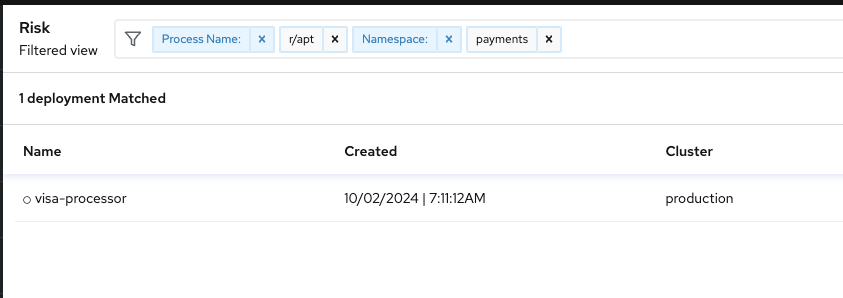 Risk
Filtered view
Process Name: × r/apt × Namespace: × payments ×
1 deployment Matched
Name Created Cluster
visa-processor 10/02/2024 | 7:11:12AM production